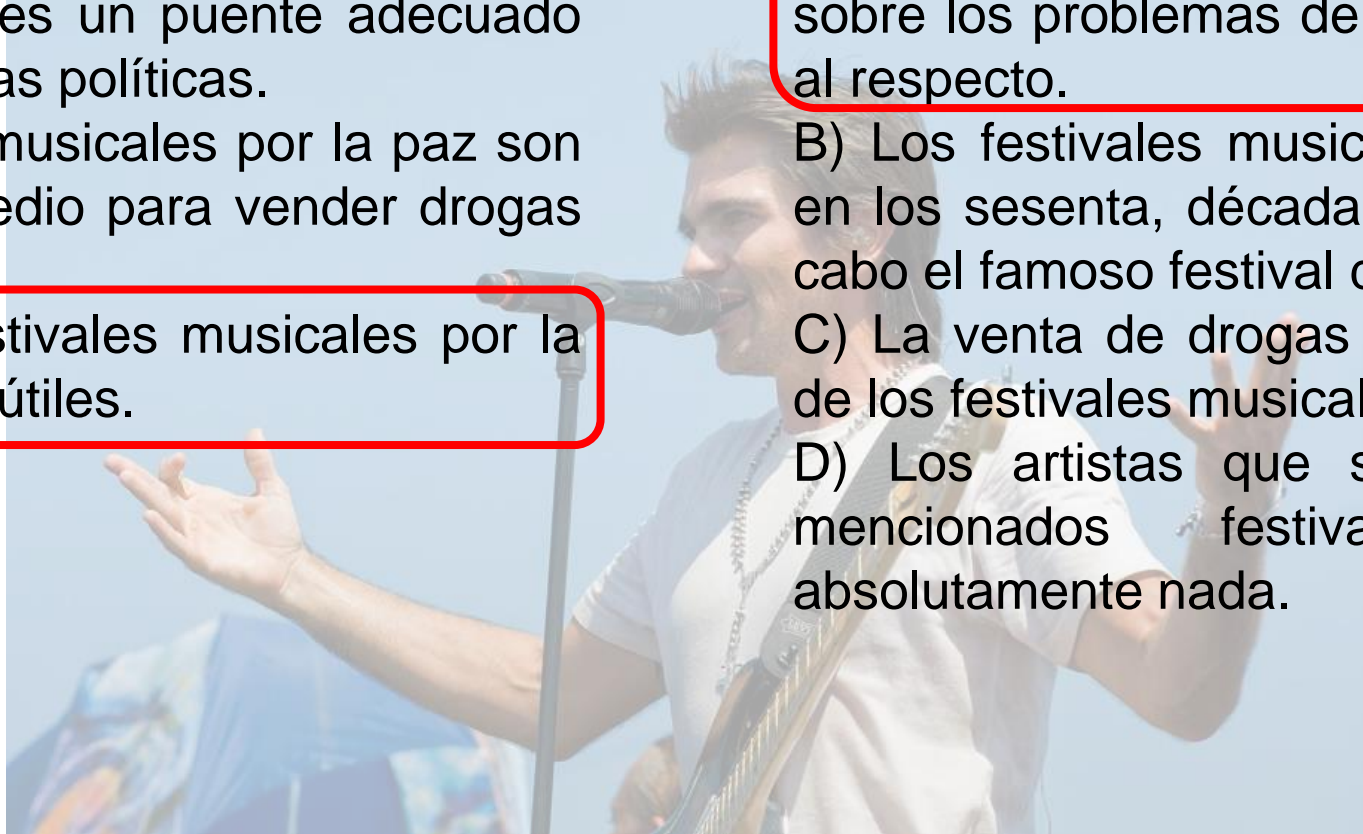 es un puente adecuado
as políticas.
musicales por la paz son
edio para vender drogas
stivales musicales por la
útiles.
sobre los problemas de
al respecto.
B) Los festivales music
en los sesenta, década
cabo el famoso festival
C) La venta de drogas
de los festivales musical
D) Los artistas que s
mencionados festiva
absolutamente nada.